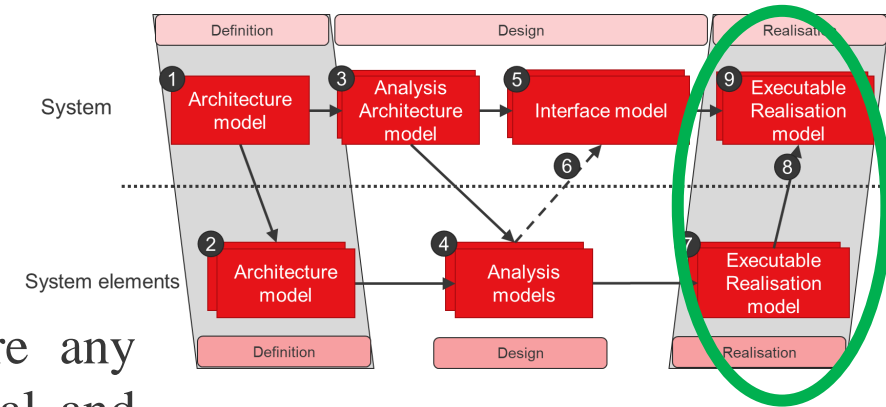 Definition
Design
Realisation
1
3
5
9
System
Architecture
model
Analysis
Architecture
model
Interface model
Executable
Realisation
model
6
8
2
4
7
System elements
Architecture
model
Analysis
models
Executable
Realisation
model
re any
Definition
Design
Realisation